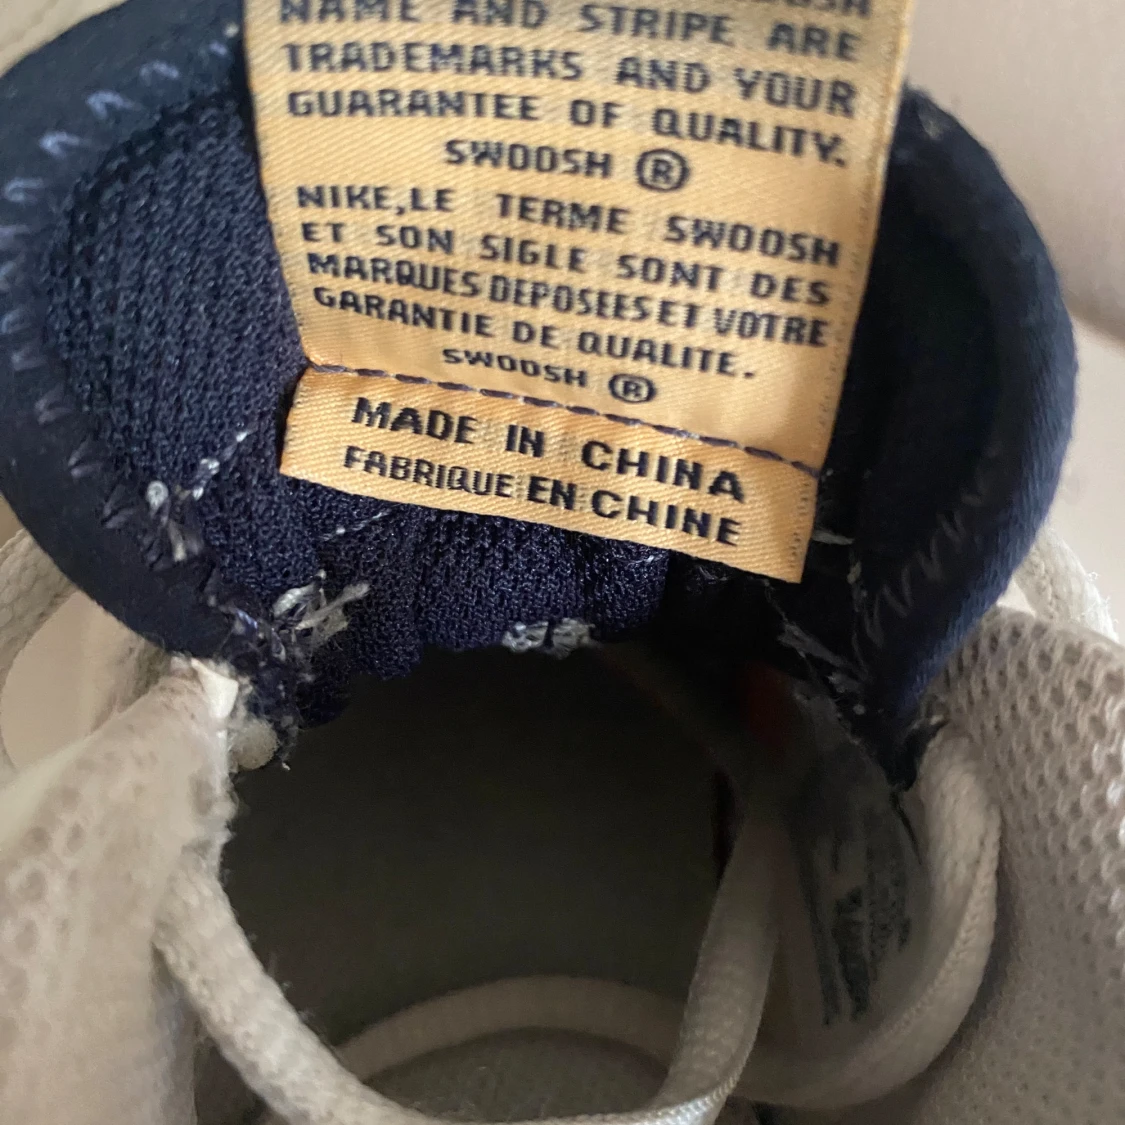 NAME AND STRIPE ARE
TRADEMARKS AND YOUR
GUARANTEE OF QUALITY.
SWOOSH ®
NIKE,LE TERME SWOOSH
ET SON SIGLE SONT DES
MARQUES DEPOSEES ET VOTRE
GARANTIE DE QUALITE.
SWOOSH ®
MADE IN CHINA
FABRIQUE EN CHINE